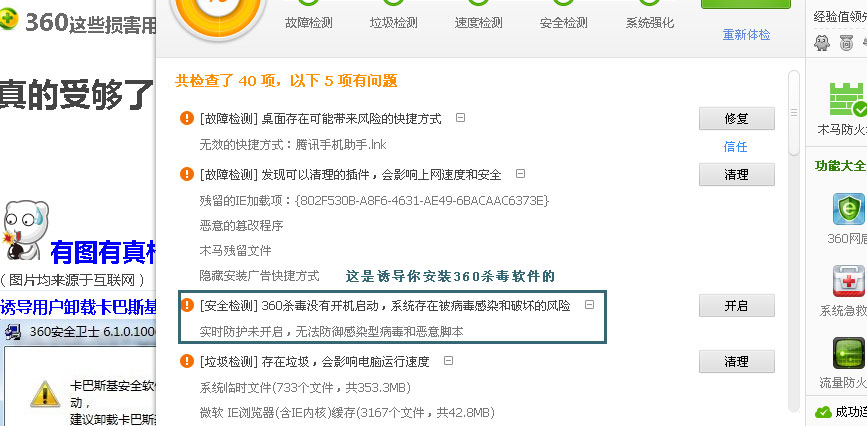 360这些损害用
真的受够了
有图有真相
(图片均来源于互联网)
诱导用户卸载卡巴斯基
360安全卫士 6.1.0.100
卡巴斯基安全软
动，
建议卸载卡巴斯
故障检测
垃圾检测
速度检测
安全检测
系统强化
重新体检
共检查了 40 项，以下 5 项有问题
[故障检测] 桌面存在可能带来风险的快捷方式
修复
无效的快捷方式：腾讯手机助手.lnk
信任
[故障检测] 发现可以清理的插件，会影响上网速度和安全
清理
残留的IE加载项：{802F530B-A8F6-4631-AE49-6BACAAC6373E}
恶意的篡改程序
木马残留文件
隐藏安装广告快捷方式
这是诱导你安装360杀毒软件的
[安全检测] 360杀毒没有开机启动，系统存在被病毒感染和破坏的风险
开启
实时防护未开启，无法防御感染型病毒和恶意脚本
[垃圾检测] 存在垃圾，会影响电脑运行速度
清理
系统临时文件(733个文件，共353.3MB)
微软 IE浏览器(含IE内核)缓存(3167个文件，共42.8MB)
经验值领
木马防火
功能大全
360网盾
系统急救
流量防火
成功连